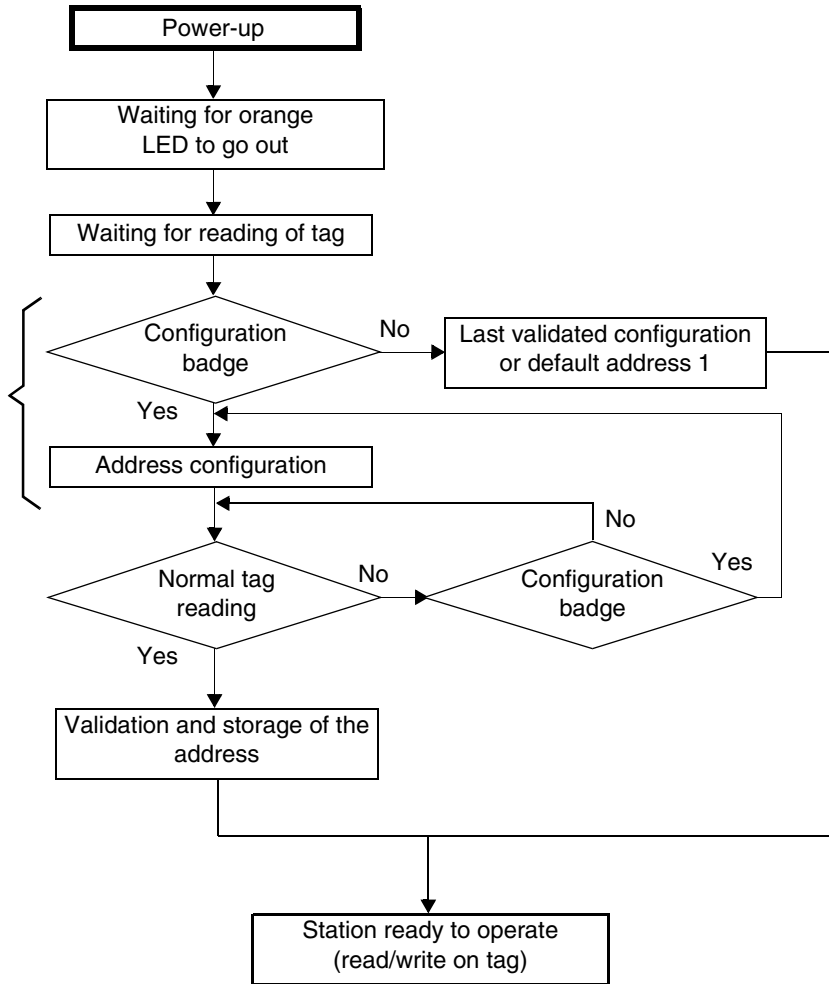 Power-up
Waiting for orange
LED to go out
Waiting for reading of tag
Configuration
badge
No
Last validated configuration
or default address 1
Yes
Address configuration
No
Normal tag
reading
No
Configuration
badge
Yes
Yes
Validation and storage of the
address
Station ready to operate
(read/write on tag)